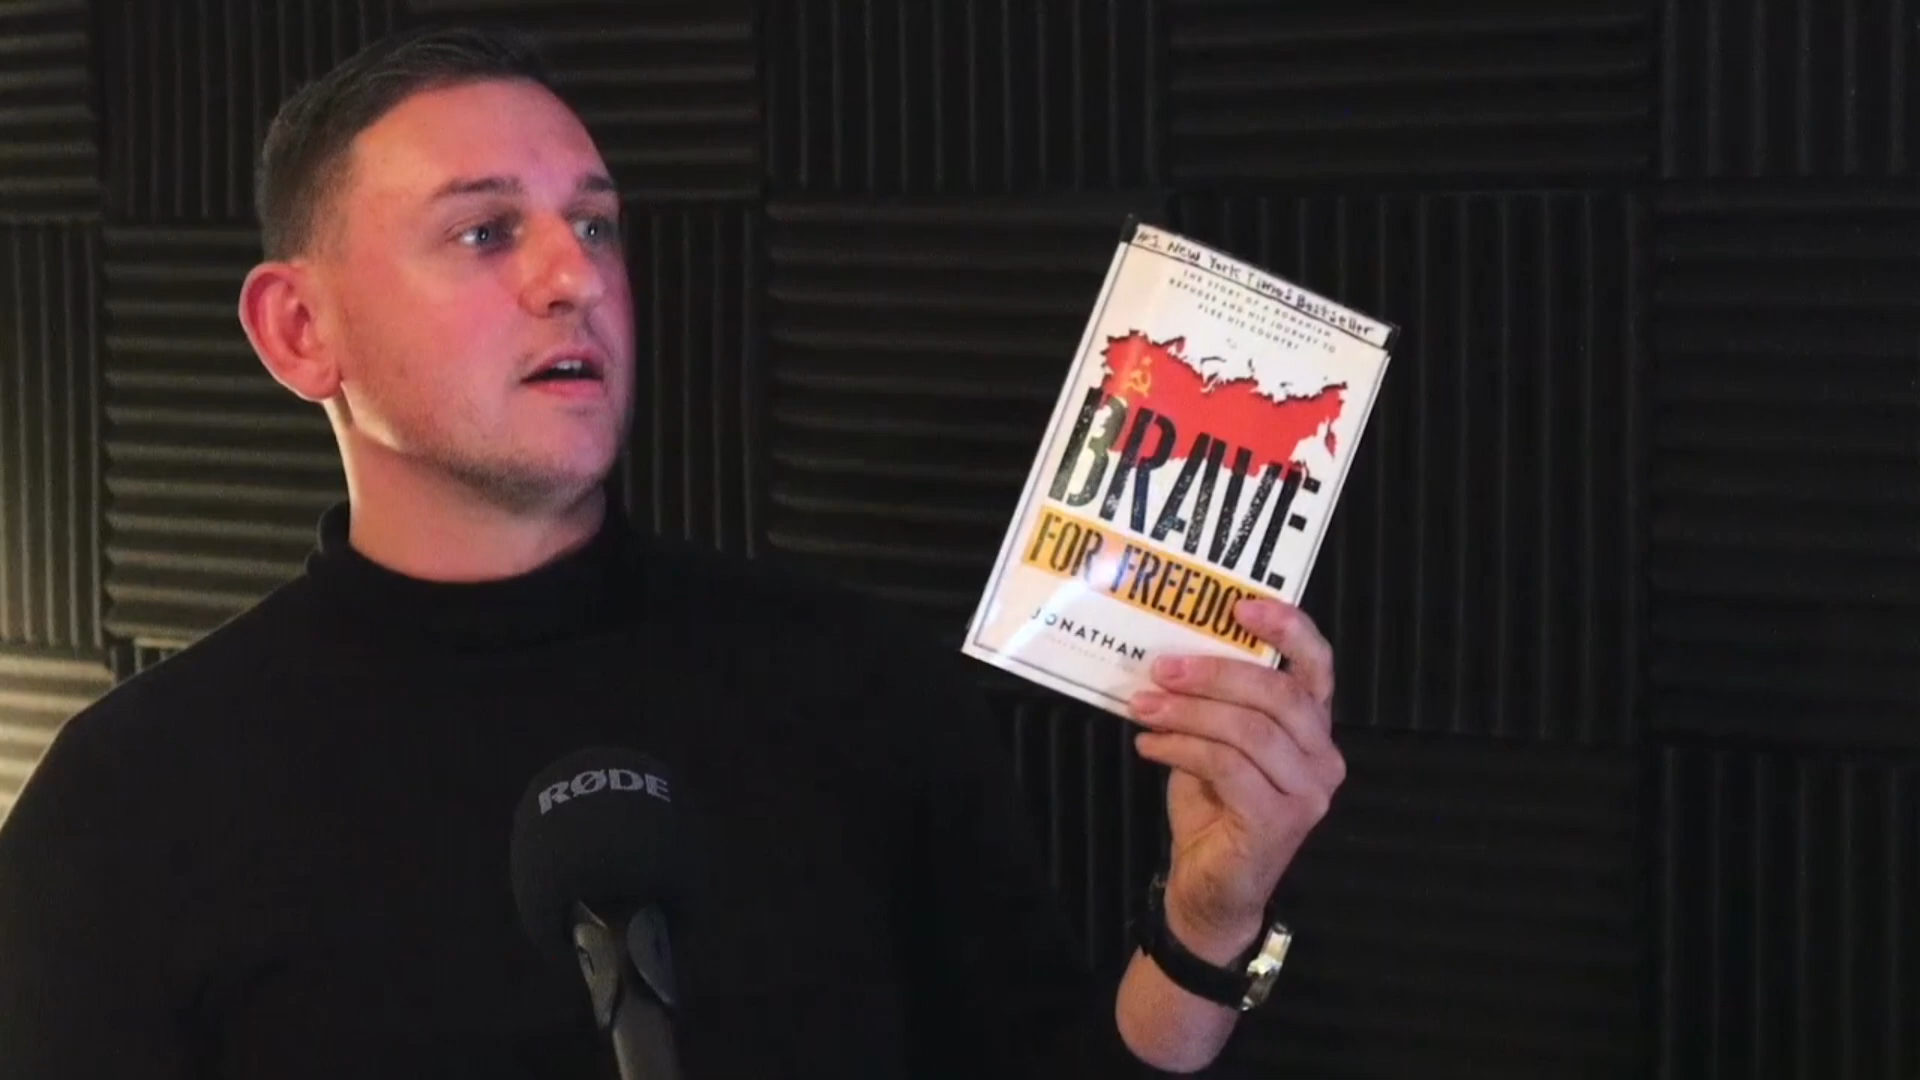 #1 New York Times Bestseller
THE STORY OF A ROMANIAN
DEFUSER AND HIS JOURNEY TO
FLEE HIS COUNTRY
BRAVE
FOR FREEDOM
JONATHAN
RØDE